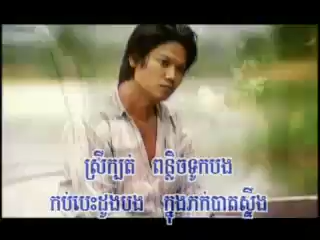 ស្រីក្បត់ ពន្លិចទូកបង
កប់បេះដូងបង ក្នុងភក់បាតស្ទឹង